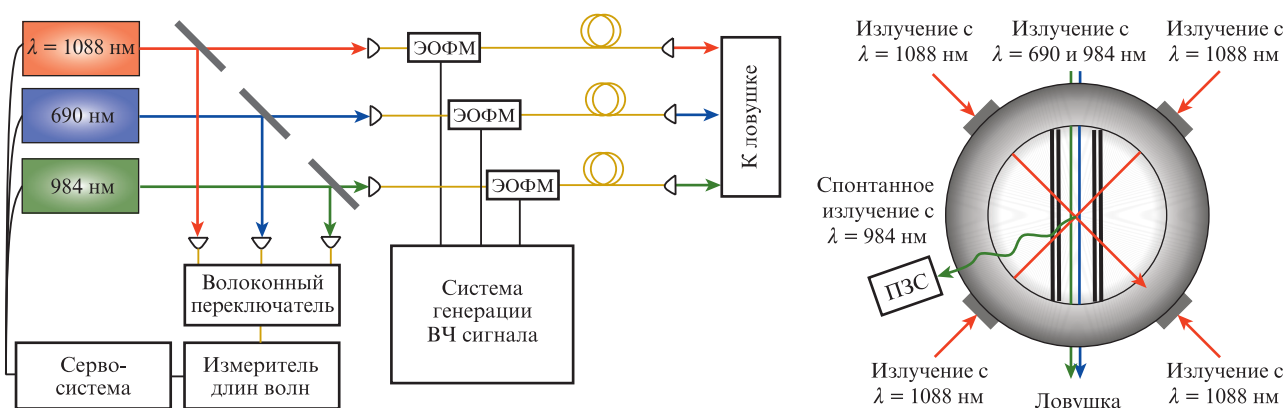 λ = 1088 нм
690 нм
984 нм
ЭОФМ
ЭОФМ
ЭОФМ
К ловушке
Волоконный
переключатель
Измеритель
длин волн
Серво-
система
Система
генерации
ВЧ сигнала
Излучение с
λ = 1088 нм
Излучение с
λ = 690 и 984 нм
Излучение с
λ = 1088 нм
Спонтанное
излучение с
λ = 984 нм
ПЗС
Излучение с
λ = 1088 нм
Ловушка
Излучение с
λ = 1088 нм